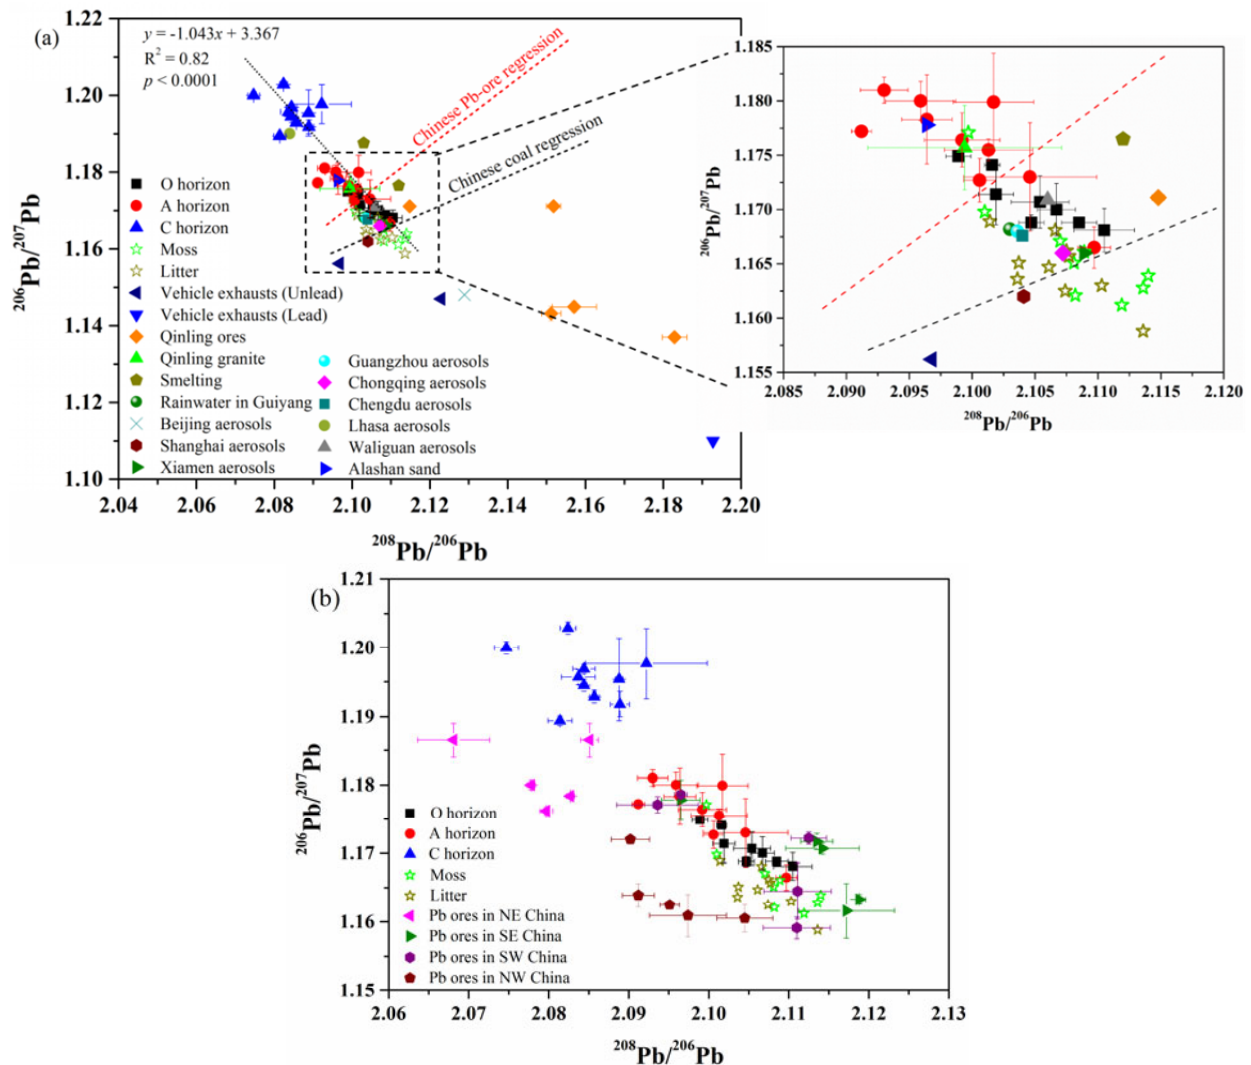 (a)
y = -1.043x + 3.367
R² = 0.82
p < 0.0001
1.22
1.20
1.18
1.16
1.14
1.12
1.10
²⁰⁶Pb/²⁰⁷Pb
2.04 2.06 2.08 2.10 2.12 2.14 2.16 2.18 2.20
²⁰⁸Pb/²⁰⁶Pb
Chinese Pb-ore regression
Chinese coal regression
O horizon
A horizon
C horizon
Moss
Litter
Vehicle exhausts (Unlead)
Vehicle exhausts (Lead)
Qinling ores
Qinling granite
Smelting
Rainwater in Guiyang
Beijing aerosols
Shanghai aerosols
Xiamen aerosols
Guangzhou aerosols
Chongqing aerosols
Chengdu aerosols
Lhasa aerosols
Waliguan aerosols
Alashan sand
1.185
1.180
1.175
1.170
1.165
1.160
1.155
²⁰⁶Pb/²⁰⁷Pb
2.085 2.090 2.095 2.100 2.105 2.110 2.115 2.120
²⁰⁸Pb/²⁰⁶Pb
(b)
1.21
1.20
1.19
1.18
1.17
1.16
1.15
²⁰⁶Pb/²⁰⁷Pb
O horizon
A horizon
C horizon
Moss
Litter
Pb ores in NE China
Pb ores in SE China
Pb ores in SW China
Pb ores in NW China
2.06 2.07 2.08 2.09 2.10 2.11 2.12 2.13
²⁰⁸Pb/²⁰⁶Pb